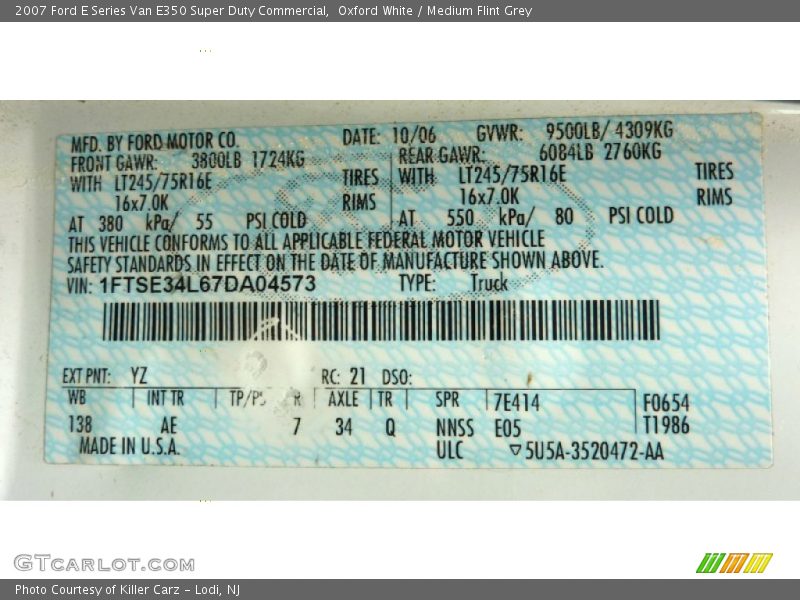 2007 Ford E Series Van E350 Super Duty Commercial,  Oxford White / Medium Flint Grey
MFD. BY FORD MOTOR CO. DATE: 10/06 GVWR: 9500LB/ 4309KG
FRONT GAWR: 3800LB 1724KG REAR GAWR: 6084LB 2760KG
WITH LT245/75R16E TIRES WITH LT245/75R16E TIRES
16x7.0K RIMS 16x7.0K RIMS
AT 380 kPa/ 55 PSI COLD AT 550 kPa/ 80 PSI COLD
THIS VEHICLE CONFORMS TO ALL APPLICABLE FEDERAL MOTOR VEHICLE
SAFETY STANDARDS IN EFFECT ON THE DATE OF MANUFACTURE SHOWN ABOVE.
VIN: 1FTSE34L67DA04573 TYPE: Truck
EXT PNT: YZ RC: 21 DSO:
WB INT TR TP/PS R AXLE TR SPR 7E414 F0654
138 AE 7 34 Q NNSS E05 T1986
MADE IN U.S.A. ULC 5U5A-3520472-AA
GTCARLOT.COM
Photo Courtesy of Killer Carz – Lodi, NJ